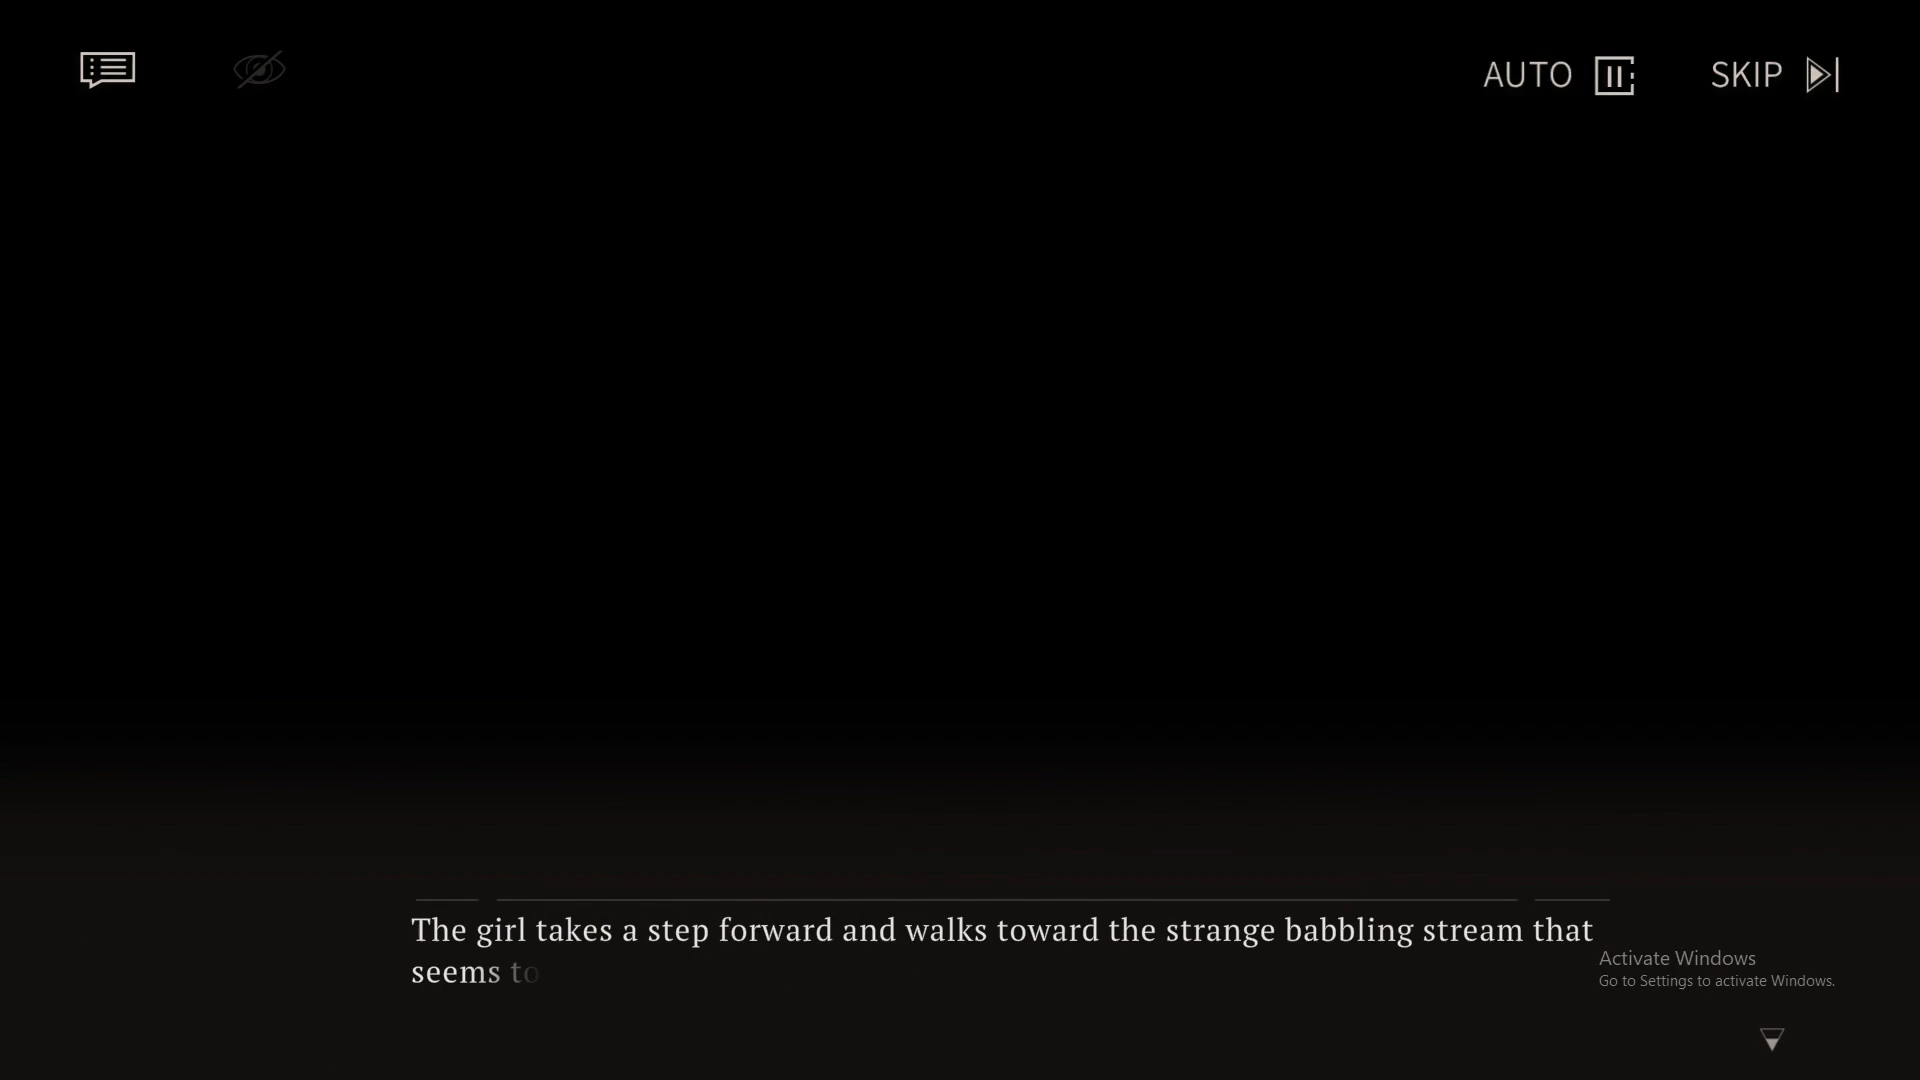 AUTO
SKIP
The girl takes a step forward and walks toward the strange babbling stream that
seems to
Activate Windows
Go to Settings to activate Windows.